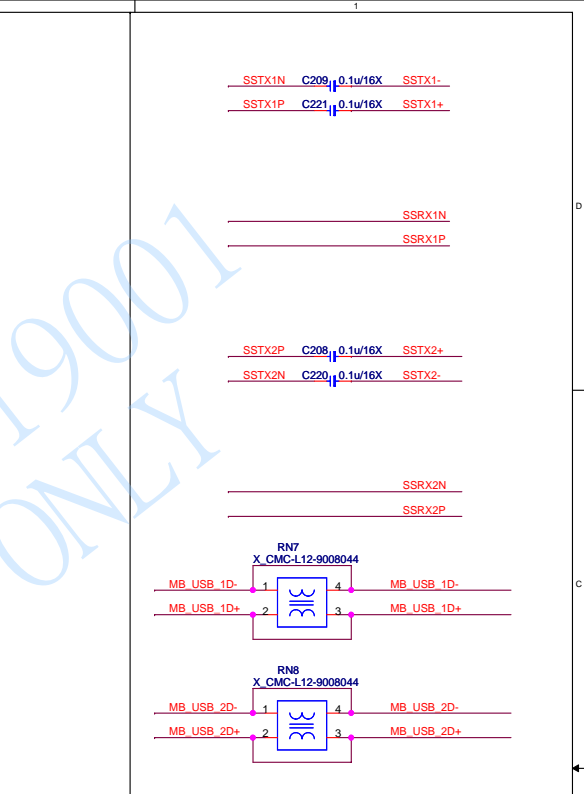 1
SSTX1N C209 0.1u/16X SSTX1-
SSTX1P C221 0.1u/16X SSTX1+
D
SSRX1N
SSRX1P
19001
SSTX2P C208 0.1u/16X SSTX2+
SSTX2N C220 0.1u/16X SSTX2-
ONLY
SSRX2N
SSRX2P
RN7
X_CMC-L12-9008044
C
MB_USB_1D- 1 4 MB_USB_1D-
MB_USB_1D+ 2 3 MB_USB_1D+
RN8
X_CMC-L12-9008044
MB_USB_2D- 1 4 MB_USB_2D-
MB_USB_2D+ 2 3 MB_USB_2D+